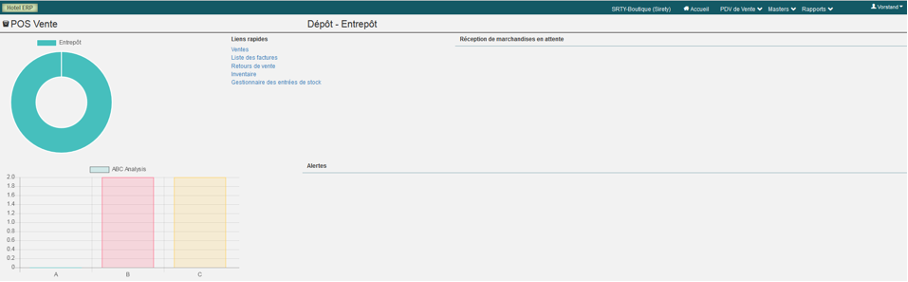 Hotel ERP
SRTY-Boutique (Sirely) Accueil PDV de Vente Masters Rapports Vorstand
POS Vente
Dépôt - Entrepôt
Entrepôt
Liens rapides
Ventes
Liste des factures
Retours de vente
Inventaire
Gestionnaire des entrées de stock
Réception de marchandises en attente
ABC Analysis
2.0
1.8
1.6
1.4
1.2
1.0
0.8
0.6
0.4
0.2
0
A B C
Alertes